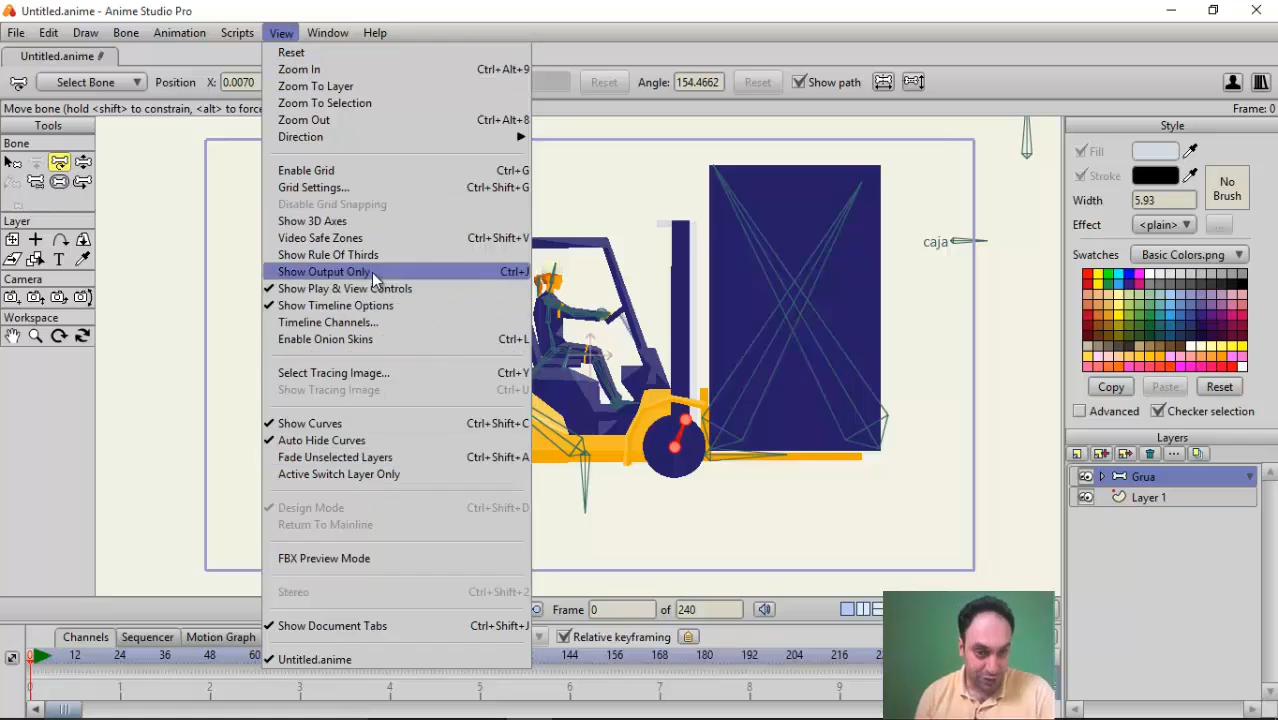 Untitled.anime - Anime Studio Pro
File Edit Draw Bone Animation Scripts View Window Help
Untitled.anime
Select Bone Position X: 0.0070 Reset Angle: 154.4662 Reset Show path
Move bone (hold <shift> to constrain, <alt> to force Frame: 0
Tools
Bone
Layer
Camera
Workspace
Reset
Zoom In Ctrl+Alt+9
Zoom To Layer
Zoom To Selection
Zoom Out Ctrl+Alt+8
Direction
Enable Grid Ctrl+G
Grid Settings... Ctrl+Shift+G
Disable Grid Snapping
Show 3D Axes
Video Safe Zones Ctrl+Shift+V
Show Rule Of Thirds
Show Output Only Ctrl+J
Show Play & View Controls
Show Timeline Options
Timeline Channels...
Enable Onion Skins Ctrl+L
Select Tracing Image... Ctrl+Y
Show Tracing Image Ctrl+U
Show Curves Ctrl+Shift+C
Auto Hide Curves
Fade Unselected Layers Ctrl+Shift+A
Active Switch Layer Only
Design Mode Ctrl+Shift+D
Return To Mainline
FBX Preview Mode
Stereo Ctrl+Shift+2
Show Document Tabs Ctrl+Shift+J
Untitled.anime
caja
Style
Fill
Stroke
Width 5.93
No Brush
Effect <plain> ...
Swatches Basic Colors.png
Copy Paste Reset
Advanced Checker selection
Layers
Grua
Layer 1
Frame 0 of 240
Channels Sequencer Motion Graph Relative keyframing
0 12 24 36 48 60 144 156 168 180 192 204 216 228
0 1 2 3 4 5 6 7 8 9